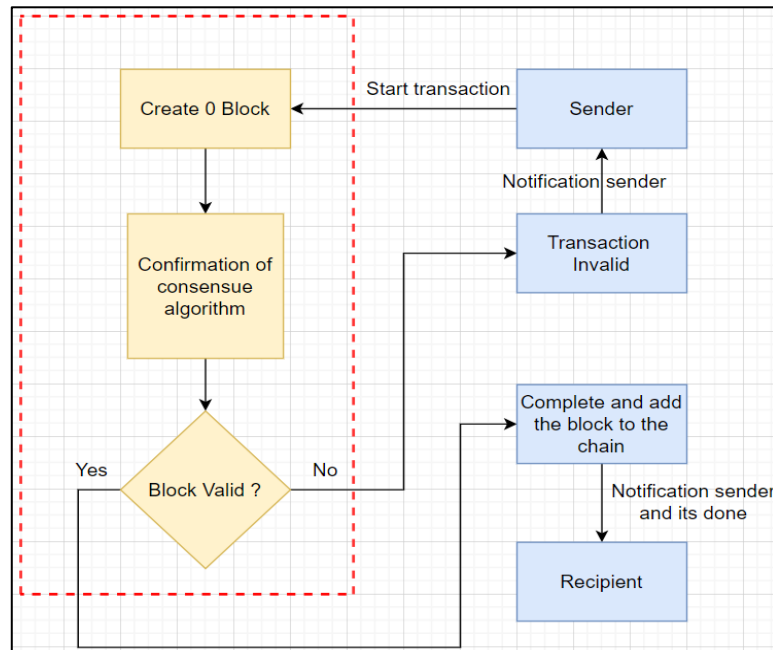 Start transaction
Create 0 Block
Sender
Notification sender
Confirmation of
consensue
algorithm
Transaction
Invalid
Complete and add
the block to the
chain
Yes
No
Block Valid ?
Notification sender
and its done
Recipient